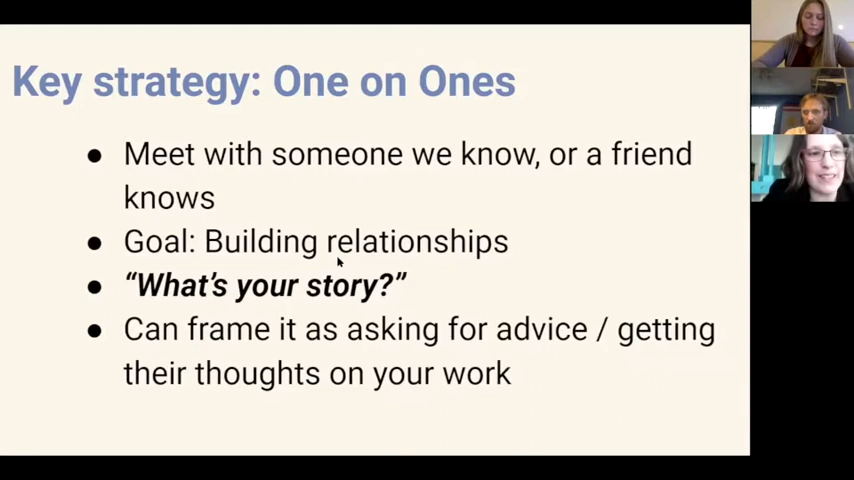 Key strategy: One on Ones
● Meet with someone we know, or a friend
knows
● Goal: Building relationships
● “What’s your story?”
● Can frame it as asking for advice / getting
their thoughts on your work